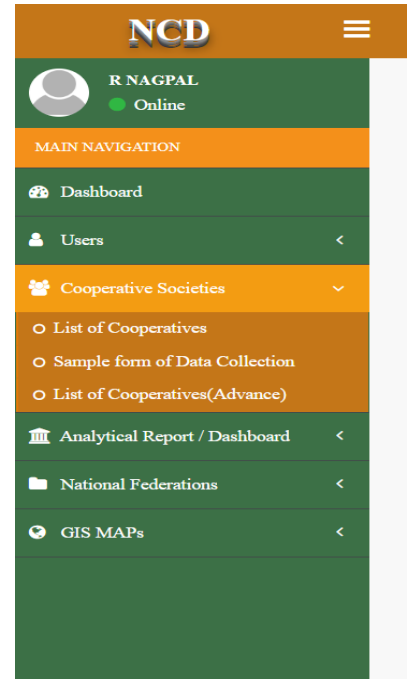 NCD
R NAGPAL
Online
MAIN NAVIGATION
Dashboard
Users
Cooperative Societies
List of Cooperatives
Sample form of Data Collection
List of Cooperatives(Advance)
Analytical Report / Dashboard
National Federations
GIS MAPs